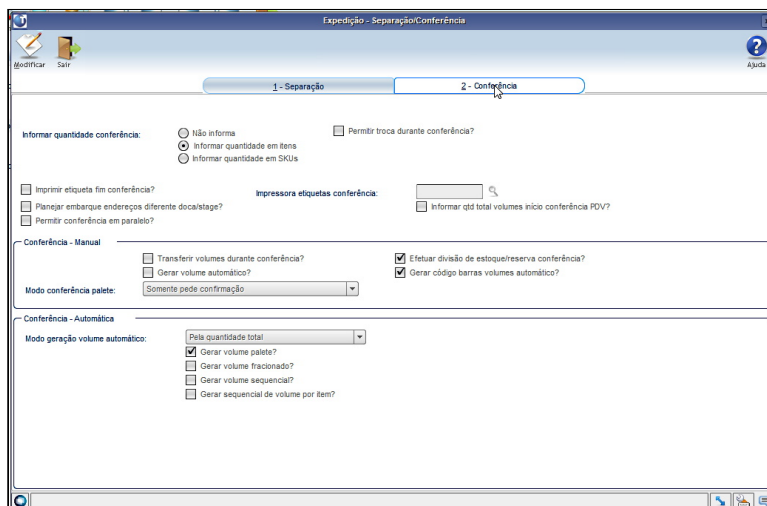 Expedição - Separação/Conferência
Modificar Sair Ajuda
1 - Separação 2 - Conferência
Informar quantidade conferência: Não informa Permitir troca durante conferência?
Informar quantidade em itens
Informar quantidade em SKUs
Imprimir etiqueta fim conferência? Impressora etiquetas conferência:
Planejar embarque endereços diferente doca/stage? Informar qtd total volumes início conferência PDV?
Permitir conferência em paralelo?
Conferência - Manual
Transferir volumes durante conferência? Efetuar divisão de estoque/reserva conferência?
Gerar volume automático? Gerar código barras volumes automático?
Modo conferência palete: Somente pede confirmação
Conferência - Automática
Modo geração volume automático: Pela quantidade total
Gerar volume palete?
Gerar volume fracionado?
Gerar volume sequencial?
Gerar sequencial de volume por item?